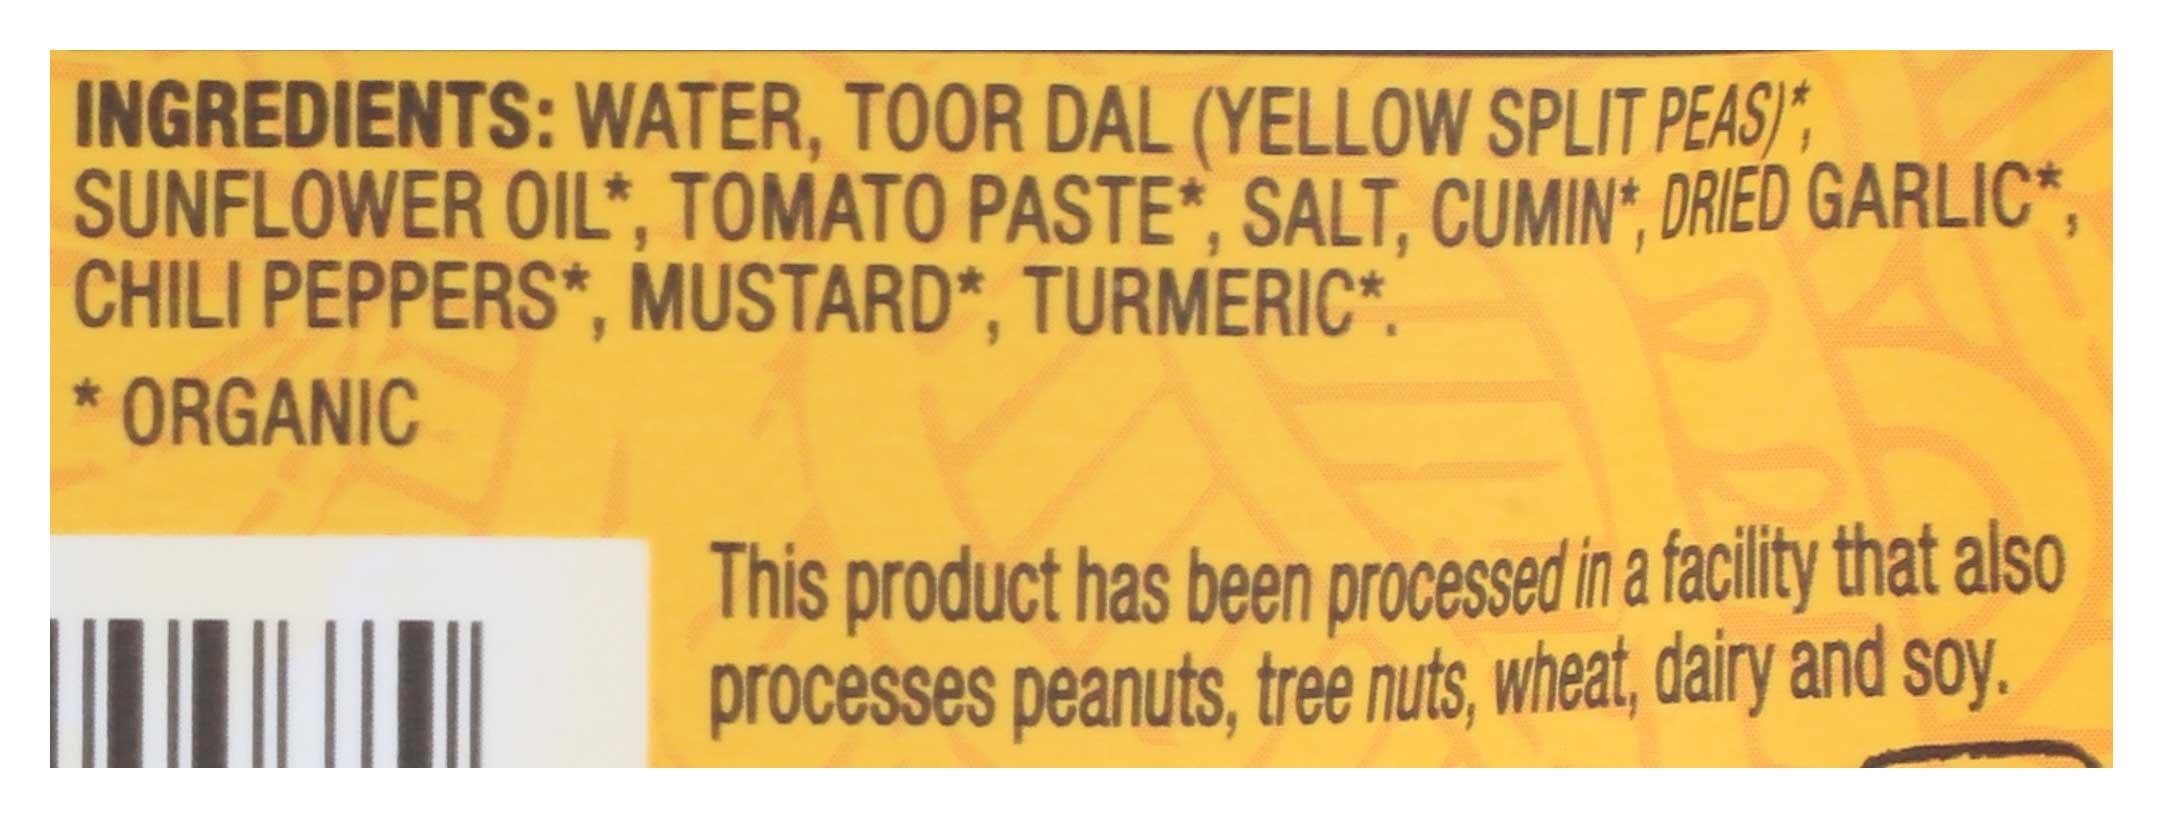 INGREDIENTS: WATER, TOOR DAL (YELLOW SPLIT PEAS)*,
SUNFLOWER OIL*, TOMATO PASTE*, SALT, CUMIN*, DRIED GARLIC*,
CHILI PEPPERS*, MUSTARD*, TURMERIC*.
* ORGANIC
This product has been processed in a facility that also
processes peanuts, tree nuts, wheat, dairy and soy.